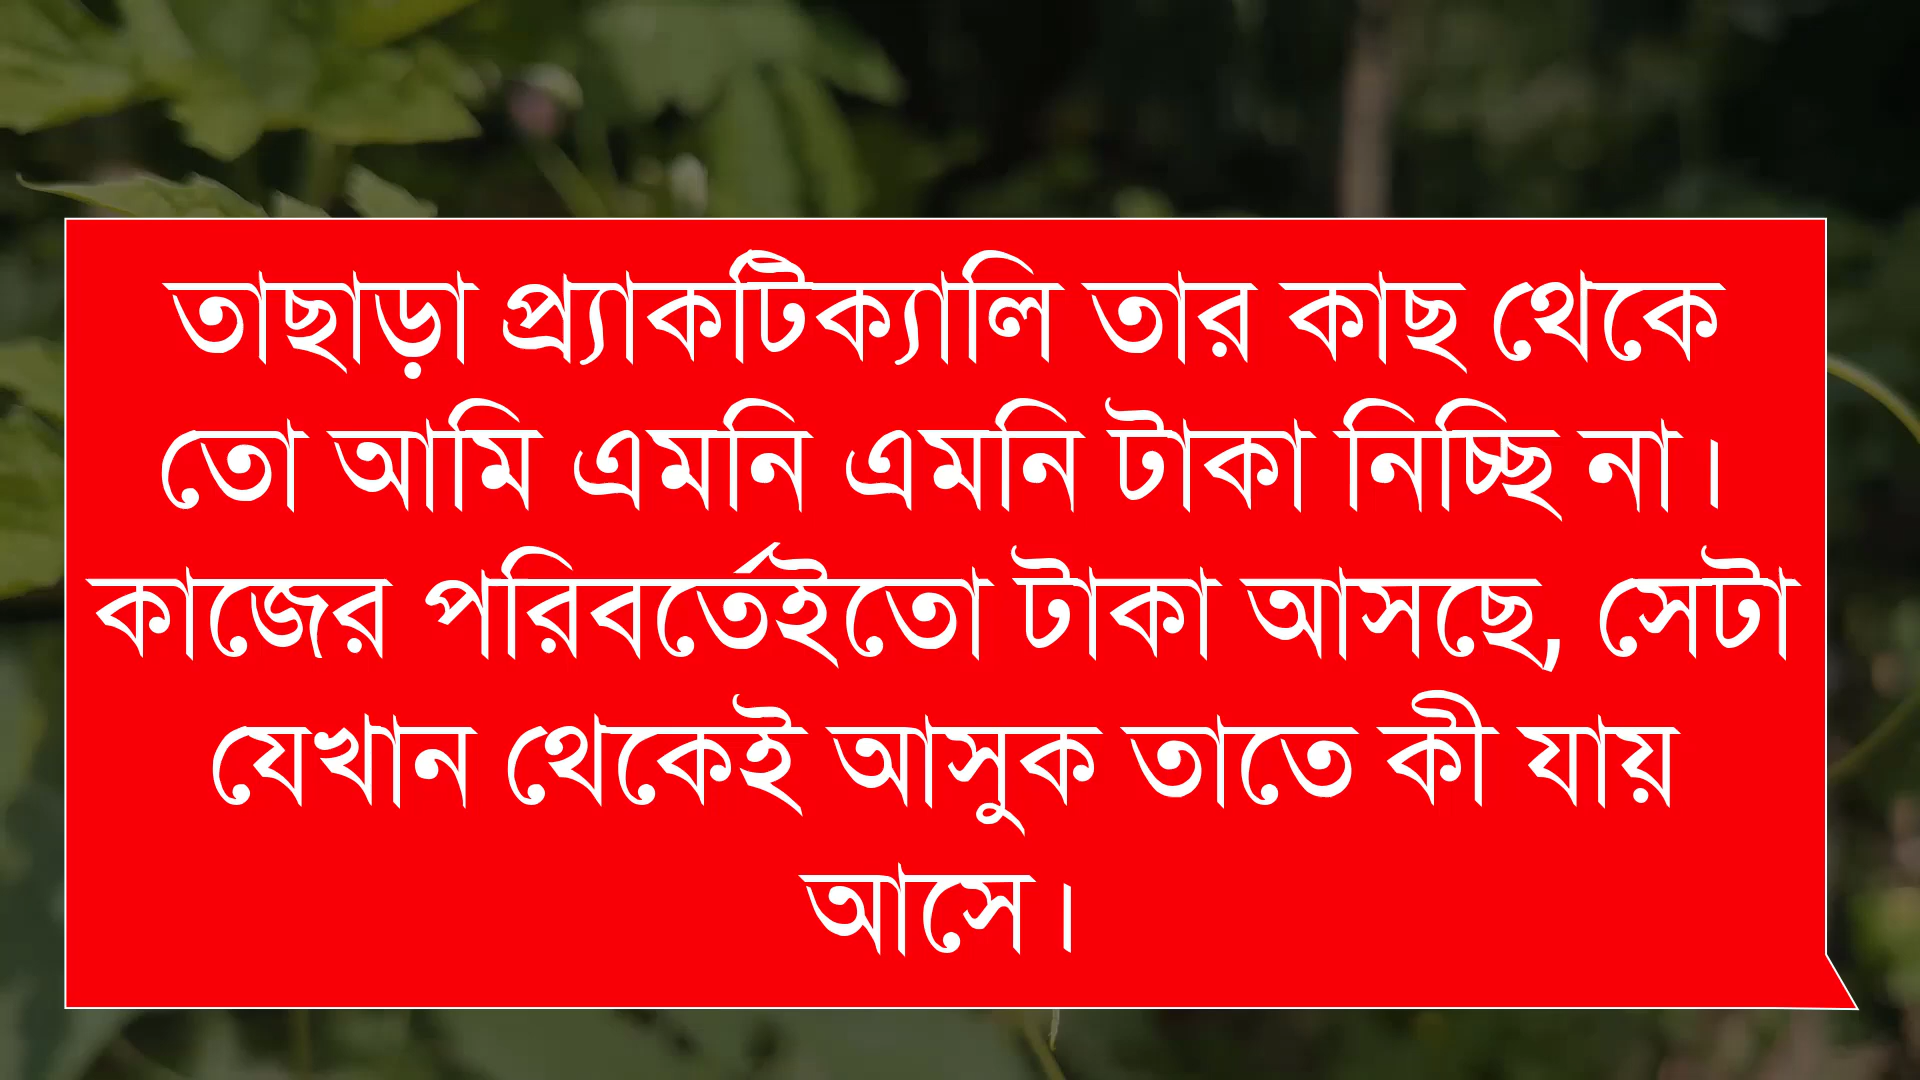 তাছাড়া প্র্যাকটিক্যালি তার কাছ থেকে
তো আমি এমনি এমনি টাকা নিচ্ছি না।
কাজের পরিবর্তেইতো টাকা আসছে, সেটা
যেখান থেকেই আসুক তাতে কী যায়
আসে।